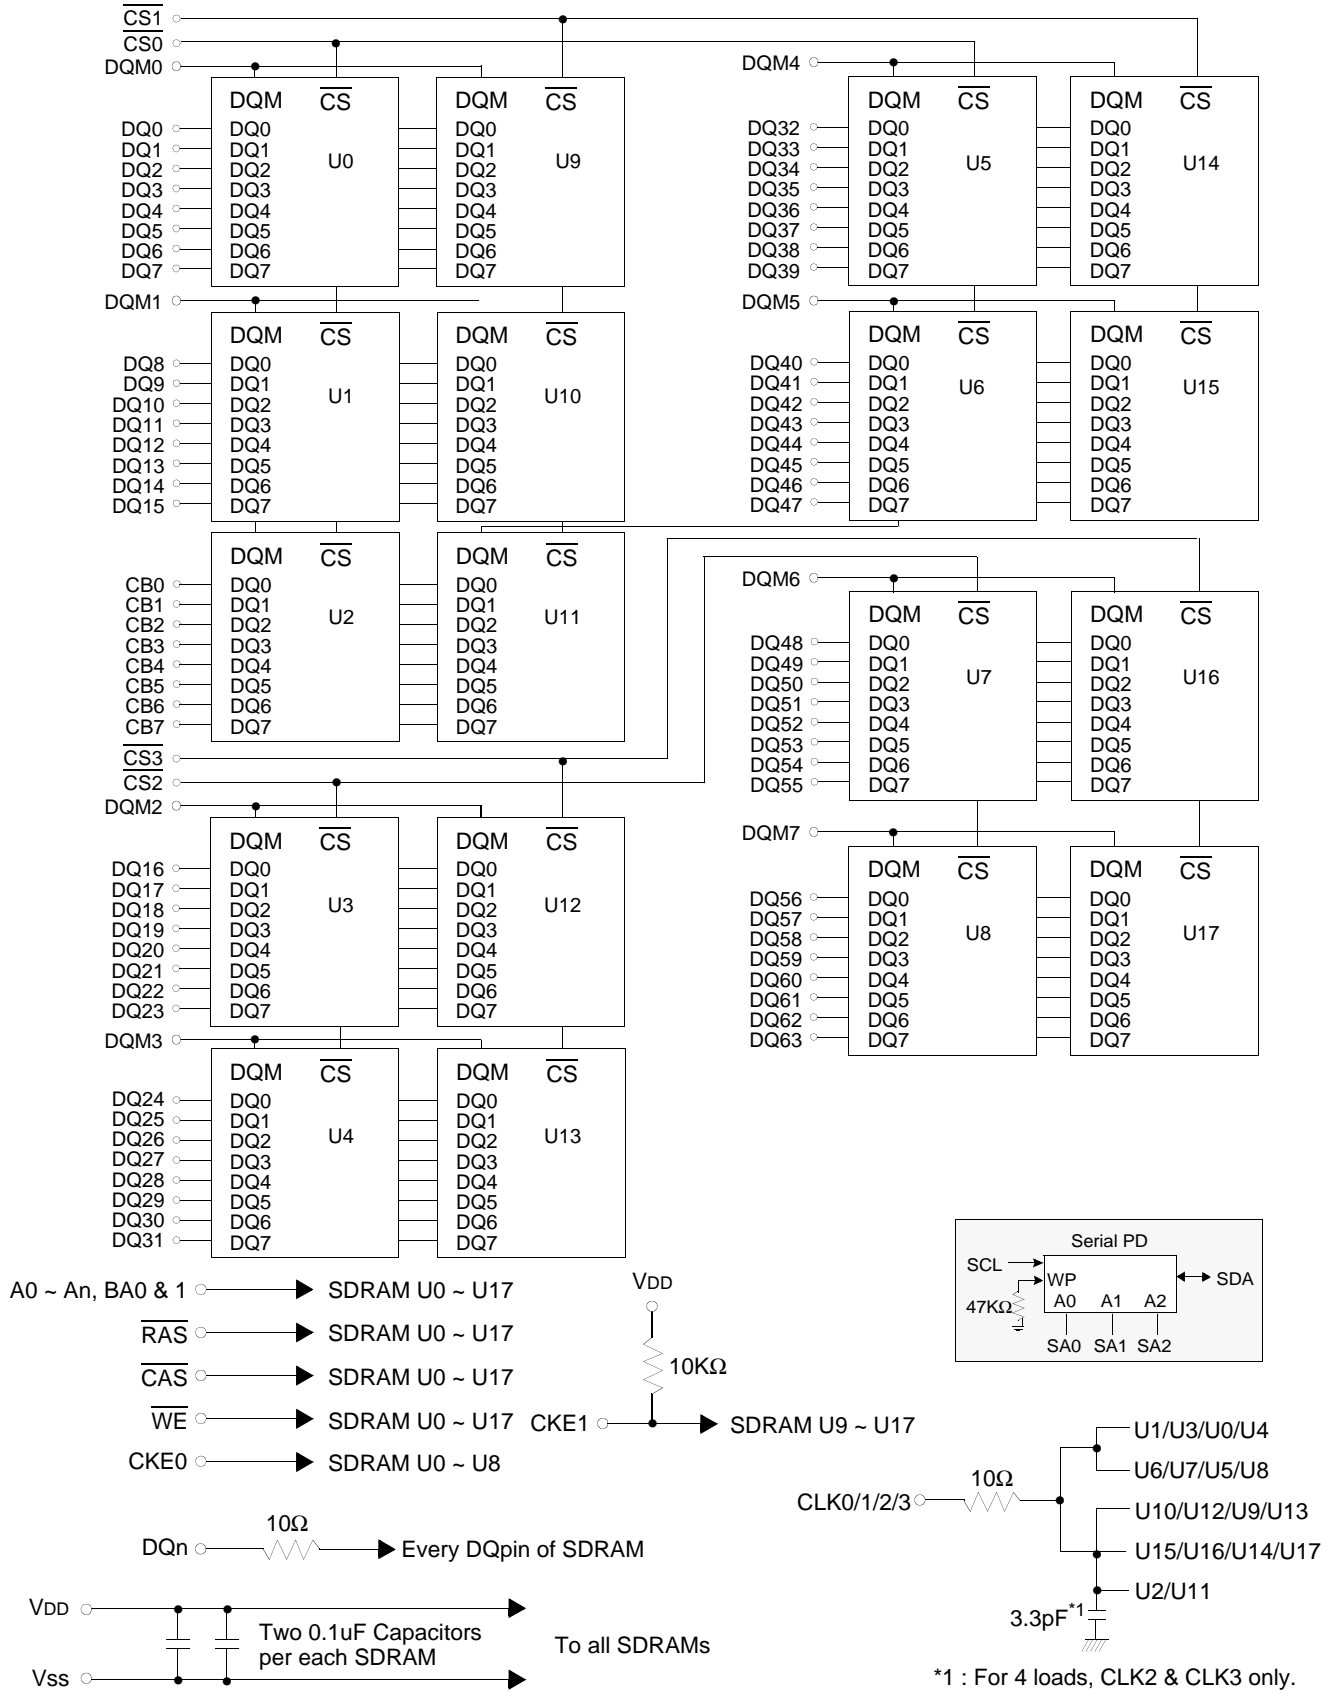 CS1
CS0
DQM0
DQM CS
DQ0 DQ0
DQ1 DQ1
DQ2 DQ2
DQ3 DQ3
DQ4 DQ4
DQ5 DQ5
DQ6 DQ6
DQ7 DQ7
U0
DQM CS
DQ0
DQ1
DQ2
DQ3
DQ4
DQ5
DQ6
DQ7
U9
DQM1
DQM CS
DQ8 DQ0
DQ9 DQ1
DQ10 DQ2
DQ11 DQ3
DQ12 DQ4
DQ13 DQ5
DQ14 DQ6
DQ15 DQ7
U1
DQM CS
DQ0
DQ1
DQ2
DQ3
DQ4
DQ5
DQ6
DQ7
U10
DQM CS
CB0 DQ0
CB1 DQ1
CB2 DQ2
CB3 DQ3
CB4 DQ4
CB5 DQ5
CB6 DQ6
CB7 DQ7
U2
DQM CS
DQ0
DQ1
DQ2
DQ3
DQ4
DQ5
DQ6
DQ7
U11
CS3
CS2
DQM2
DQM CS
DQ16 DQ0
DQ17 DQ1
DQ18 DQ2
DQ19 DQ3
DQ20 DQ4
DQ21 DQ5
DQ22 DQ6
DQ23 DQ7
U3
DQM CS
DQ0
DQ1
DQ2
DQ3
DQ4
DQ5
DQ6
DQ7
U12
DQM3
DQM CS
DQ24 DQ0
DQ25 DQ1
DQ26 DQ2
DQ27 DQ3
DQ28 DQ4
DQ29 DQ5
DQ30 DQ6
DQ31 DQ7
U4
DQM CS
DQ0
DQ1
DQ2
DQ3
DQ4
DQ5
DQ6
DQ7
U13
DQM4
DQM CS
DQ32 DQ0
DQ33 DQ1
DQ34 DQ2
DQ35 DQ3
DQ36 DQ4
DQ37 DQ5
DQ38 DQ6
DQ39 DQ7
U5
DQM CS
DQ0
DQ1
DQ2
DQ3
DQ4
DQ5
DQ6
DQ7
U14
DQM5
DQM CS
DQ40 DQ0
DQ41 DQ1
DQ42 DQ2
DQ43 DQ3
DQ44 DQ4
DQ45 DQ5
DQ46 DQ6
DQ47 DQ7
U6
DQM CS
DQ0
DQ1
DQ2
DQ3
DQ4
DQ5
DQ6
DQ7
U15
DQM6
DQM CS
DQ48 DQ0
DQ49 DQ1
DQ50 DQ2
DQ51 DQ3
DQ52 DQ4
DQ53 DQ5
DQ54 DQ6
DQ55 DQ7
U7
DQM CS
DQ0
DQ1
DQ2
DQ3
DQ4
DQ5
DQ6
DQ7
U16
DQM7
DQM CS
DQ56 DQ0
DQ57 DQ1
DQ58 DQ2
DQ59 DQ3
DQ60 DQ4
DQ61 DQ5
DQ62 DQ6
DQ63 DQ7
U8
DQM CS
DQ0
DQ1
DQ2
DQ3
DQ4
DQ5
DQ6
DQ7
U17
Serial PD
SCL
WP
SDA
47KΩ
A0 A1 A2
SA0 SA1 SA2
A0 ~ An, BA0 & 1 SDRAM U0 ~ U17
RAS SDRAM U0 ~ U17
CAS SDRAM U0 ~ U17
WE SDRAM U0 ~ U17
CKE0 SDRAM U0 ~ U8
VDD
10KΩ
CKE1 SDRAM U9 ~ U17
DQn 10Ω Every DQpin of SDRAM
CLK0/1/2/3 10Ω
U1/U3/U0/U4
U6/U7/U5/U8
U10/U12/U9/U13
U15/U16/U14/U17
U2/U11
3.3pF*1
VDD
Two 0.1uF Capacitors
per each SDRAM
To all SDRAMs
Vss
*1 : For 4 loads, CLK2 & CLK3 only.